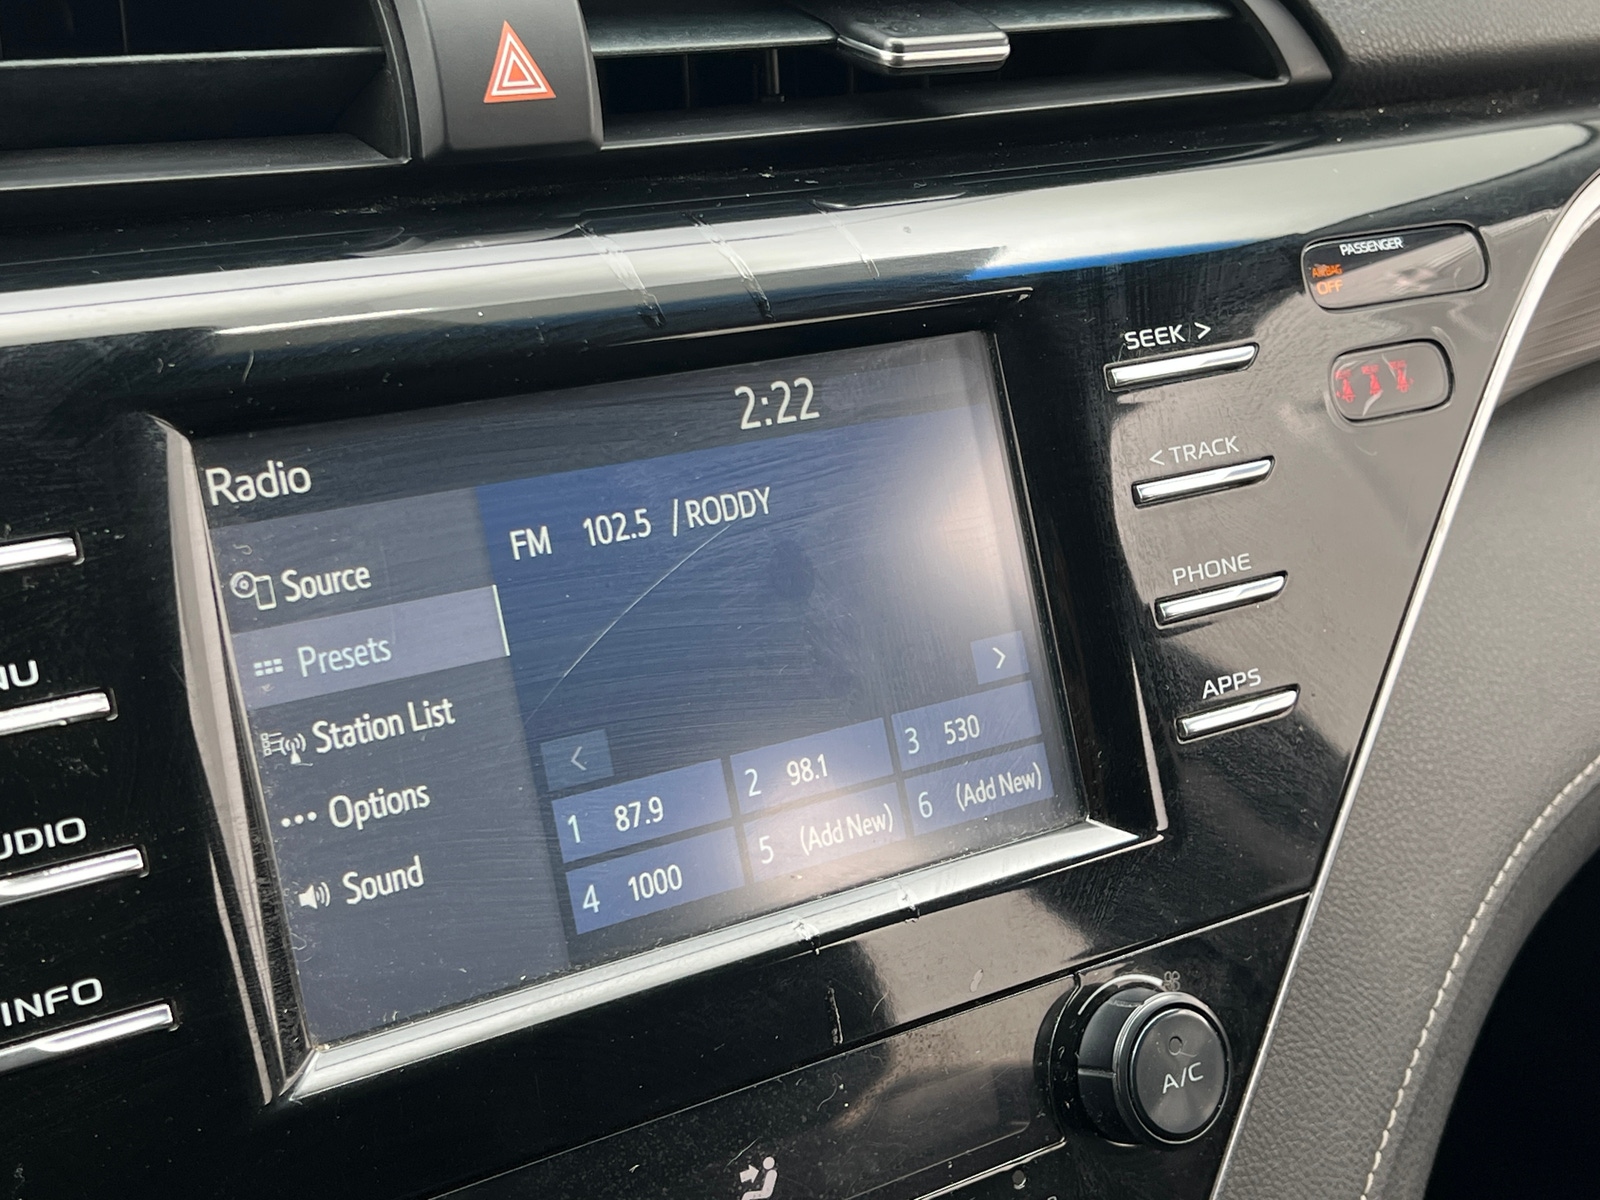 PASSENGER
AIRBAG
OFF
SEEK >
2:22
Radio
< TRACK
FM 102.5 / RODDY
Source
PHONE
Presets
>
NU
APPS
Station List
<
1 87.9
2 98.1
3 530
Options
4 1000
5 (Add New)
6 (Add New)
UDIO
Sound
INFO
A/C